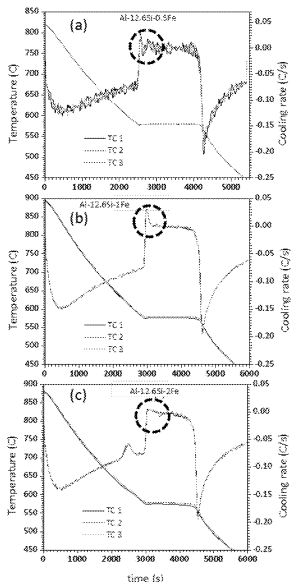 (a)
Al-12.6Si-0.5Fe
Temperature (C)
850
800
750
700
650
600
550
500
450
TC 1
TC 2
TC 3
0 1000 2000 3000 4000 5000
0.05
0.00
-0.05
-0.10
-0.15
-0.20
-0.25
Cooling rate (C/s)
(b)
Al-12.6Si-1Fe
Temperature (C)
900
850
800
750
700
650
600
550
500
450
TC 1
TC 2
TC 3
0 1000 2000 3000 4000 5000 6000
0.05
0.00
-0.05
-0.10
-0.15
-0.20
-0.25
Cooling rate (C/s)
(c)
Al-12.6Si-2Fe
Temperature (C)
900
850
800
750
700
650
600
550
500
450
TC 1
TC 2
TC 3
0 1000 2000 3000 4000 5000 6000
0.05
0.00
-0.05
-0.10
-0.15
-0.20
-0.25
Cooling rate (C/s)
time (s)